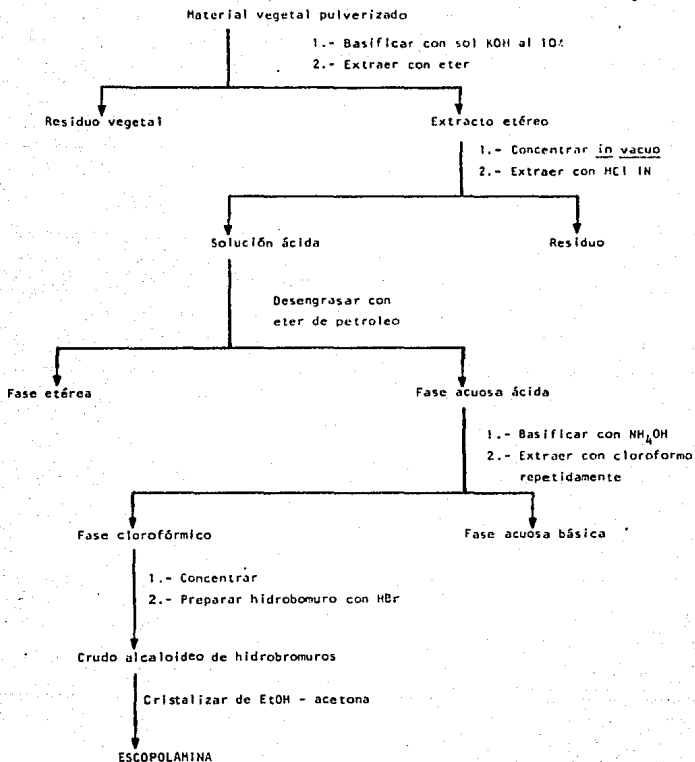 Material vegetal pulverizado
1.- Basificar con sol KOH al 10%
2.- Extraer con eter
Residuo vegetal
Extracto etéreo
1.- Concentrar in vacuo
2.- Extraer con HCl 1N
Solución ácida
Residuo
Desengrasar con
eter de petroleo
Fase etérea
Fase acuosa ácida
1.- Basificar con NH₄OH
2.- Extraer con cloroformo
repetidamente
Fase clorofórmico
Fase acuosa básica
1.- Concentrar
2.- Preparar hidrobomuro con HBr
Crudo alcaloideo de hidrobromuros
Cristalizar de EtOH - acetona
ESCOPOLAMINA